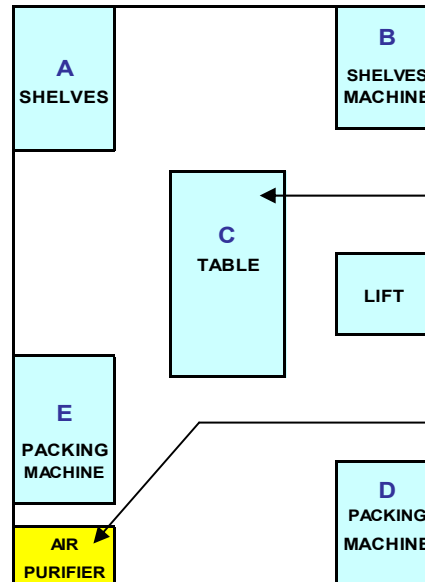 A
SHELVES
B
SHELVES
MACHINE
C
TABLE
LIFT
E
PACKING
MACHINE
D
PACKING
MACHINE
AIR
PURIFIER